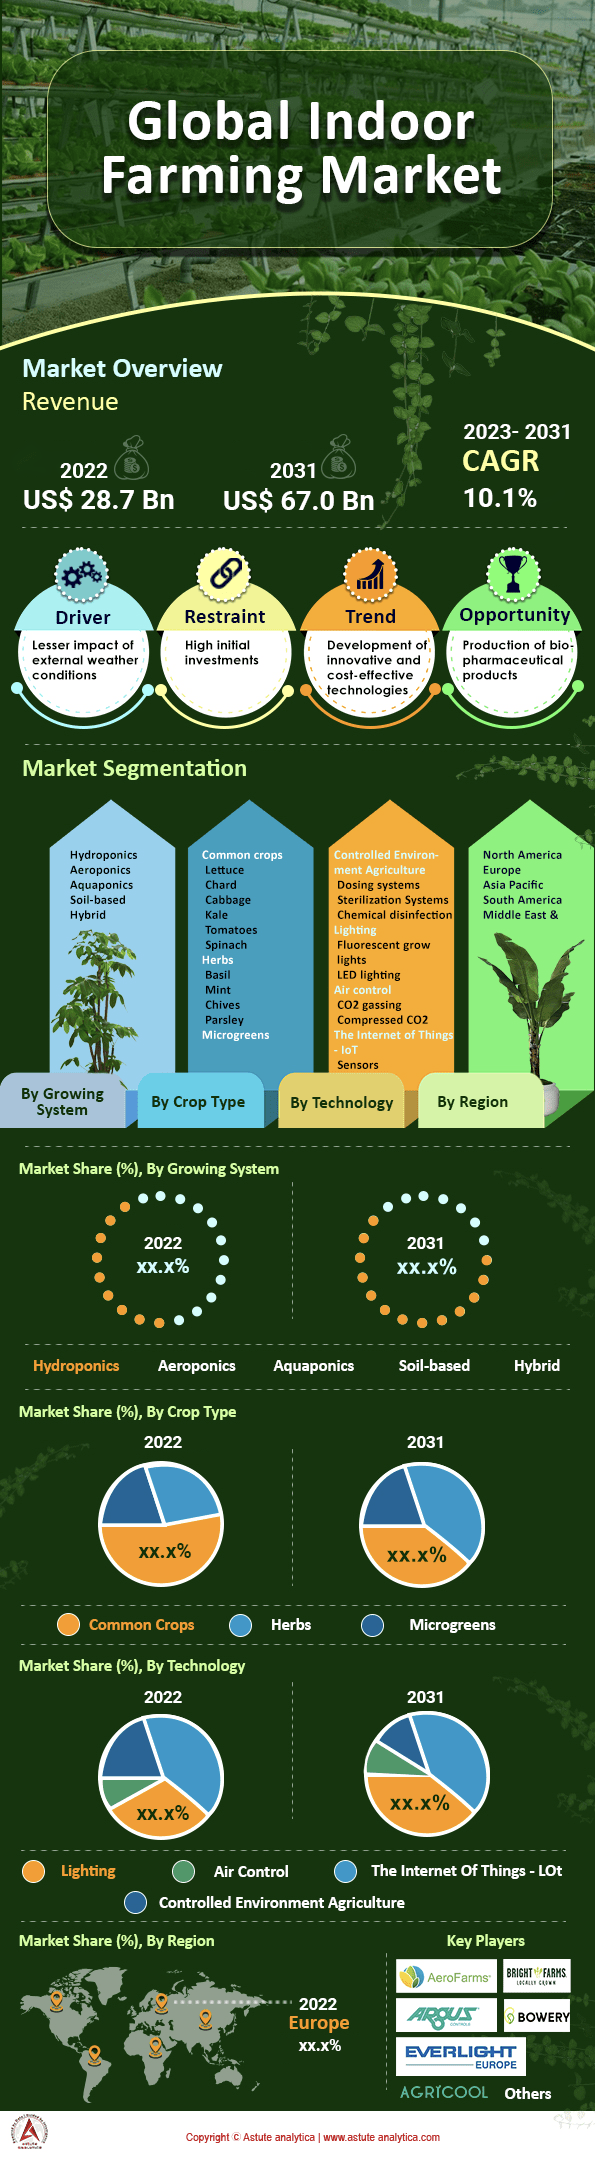 Global Indoor
Farming Market
Market Overview
Revenue
2022
US$ 28.7 Bn
2031
US$ 67.0 Bn
2023- 2031
CAGR
10.1%
Driver
Lesser impact of
external weather
conditions
Restraint
High initial
investments
Trend
Development of
innovative and
cost-effective
technologies
Opportunity
Production of bio-
pharmaceutical
products
Market Segmentation
Hydroponics
Aeroponics
Aquaponics
Soil-based
Hybrid
By Growing
System
Common crops
Lettuce
Chard
Cabbage
Kale
Tomatoes
Spinach
Herbs
Basil
Mint
Chives
Parsley
Microgreens
By Crop Type
Controlled Environ-
ment Agriculture
Dosing systems
Sterilization Systems
Chemical disinfection
Lighting
Fluorescent grow
lights
LED lighting
Air control
CO2 gassing
Compressed CO2
The Internet of Things
- IoT
Sensors
By Technology
North America
Europe
Asia Pacific
South America
Middle East &
By Region
Market Share (%), By Growing System
2022
xx.x%
2031
xx.x%
Hydroponics Aeroponics Aquaponics Soil-based Hybrid
Market Share (%), By Crop Type
2022
xx.x%
2031
xx.x%
Common Crops Herbs Microgreens
Market Share (%), By Technology
2022
xx.x%
2031
xx.x%
Lighting Air Control The Internet Of Things - LOt
Controlled Environment Agriculture
Market Share (%), By Region
2022
Europe
xx.x%
Key Players
AeroFarms
BRIGHT FARMS
LOCALLY GROWN
ARGUS
CONTROLS
BOWERY
EVERLIGHT
EUROPE
AGRICOOL
Others
ASTUTE
ANALYTICA
Copyright © Astute analytica | www.astute analytica.com